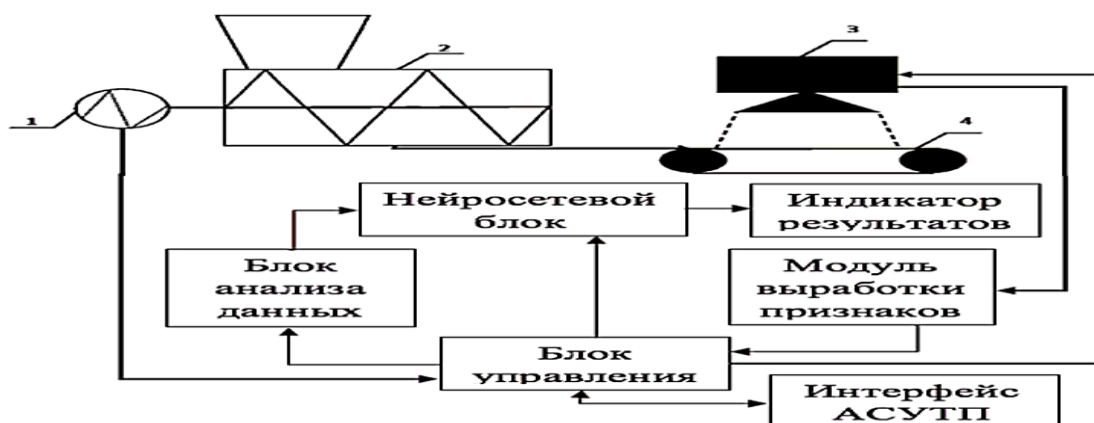 1
2
3
4
Нейросетевой
блок
Индикатор
результатов
Блок
анализа
данных
Модуль
выработки
признаков
Блок
управления
Интерфейс
АСУТП